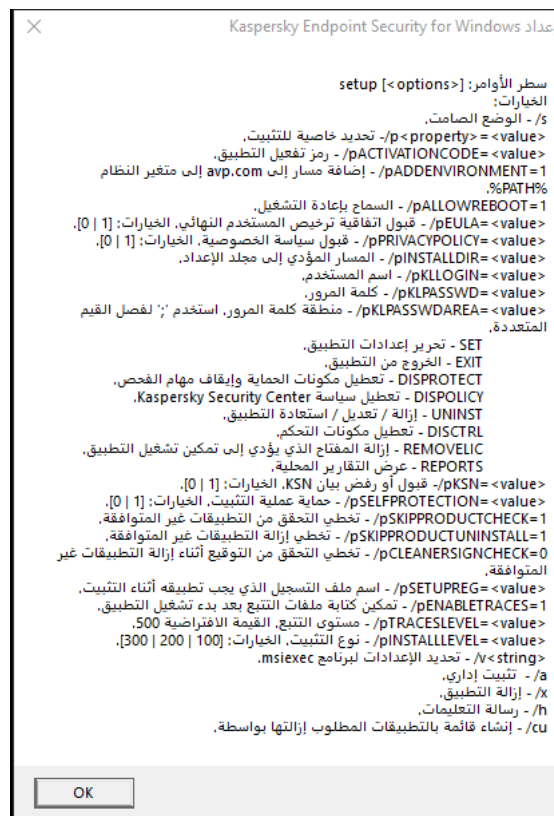 إعداد Kaspersky Endpoint Security for Windows
سطر الأوامر: setup [<options>]
الخيارات:
/s - الوضع الصامت.
/p<property>=<value> - تحديد خاصية للتثبيت.
/pACTIVATIONCODE=<value> - رمز تفعيل التطبيق.
/pADDENVIRONMENT=1 - إضافة مسار إلى avp.com إلى متغير النظام
%PATH%.
/pALLOWREBOOT=1 - السماح بإعادة التشغيل.
/pEULA=<value> - قبول اتفاقية ترخيص المستخدم النهائي. الخيارات: [1 | 0].
/pPRIVACYPOLICY=<value> - قبول سياسة الخصوصية. الخيارات: [1 | 0].
/pINSTALLDIR=<value> - المسار المؤدي إلى مجلد الإعداد.
/pKLLOGIN=<value> - اسم المستخدم.
/pKLPASSWD=<value> - كلمة المرور.
/pKLPASSWDAREA=<value> - منطقة كلمة المرور. استخدم ';' لفصل القيم
المتعددة.
SET - تحرير إعدادات التطبيق.
EXIT - الخروج من التطبيق.
DISPROTECT - تعطيل مكونات الحماية وإيقاف مهام الفحص.
DISPOLICY - تعطيل سياسة Kaspersky Security Center.
UNINST - إزالة / تعديل / استعادة التطبيق.
DISCTRL - تعطيل مكونات التحكم.
REMOVELIC - إزالة المفتاح الذي يؤدي إلى تمكين تشغيل التطبيق.
REPORTS - عرض التقارير المحلية.
/pKSN=<value> - قبول أو رفض بيان KSN. الخيارات: [1 | 0].
/pSELFPROTECTION=<value> - حماية عملية التثبيت. الخيارات: [1 | 0].
/pSKIPPRODUCTCHECK=1 - تخطي التحقق من التطبيقات غير المتوافقة.
/pSKIPPRODUCTUNINSTALL=1 - تخطي إزالة التطبيقات غير المتوافقة.
/pCLEANERSIGNCHECK=0 - تخطي التحقق من التوقيع أثناء إزالة التطبيقات غير
المتوافقة.
/pSETUPREG=<value> - اسم ملف التسجيل الذي يجب تطبيقه أثناء التثبيت.
/pENABLETRACES=1 - تمكين كتابة ملفات التتبع بعد بدء تشغيل التطبيق.
/pTRACESLEVEL=<value> - مستوى التتبع. القيمة الافتراضية 500.
/pINSTALLLEVEL=<value> - نوع التثبيت. الخيارات: [100 | 200 | 300].
/v<string> - تحديد الإعدادات لبرنامج msiexec.
/a - تثبيت إداري.
/x - إزالة التطبيق.
/h - رسالة التعليمات.
/cu - إنشاء قائمة بالتطبيقات المطلوب إزالتها بواسطة.
OK